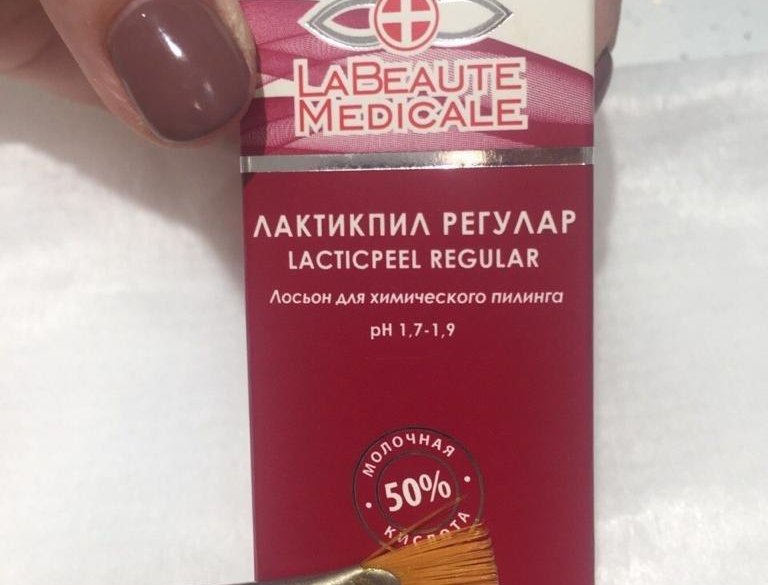 LABEAUTE
MEDICALE
ЛАКТИКПИЛ РЕГУЛАР
LACTICPEEL REGULAR
Лосьон для химического пилинга
pH 1,7-1,9
МОЛОЧНАЯ
50%
КИСЛОТА